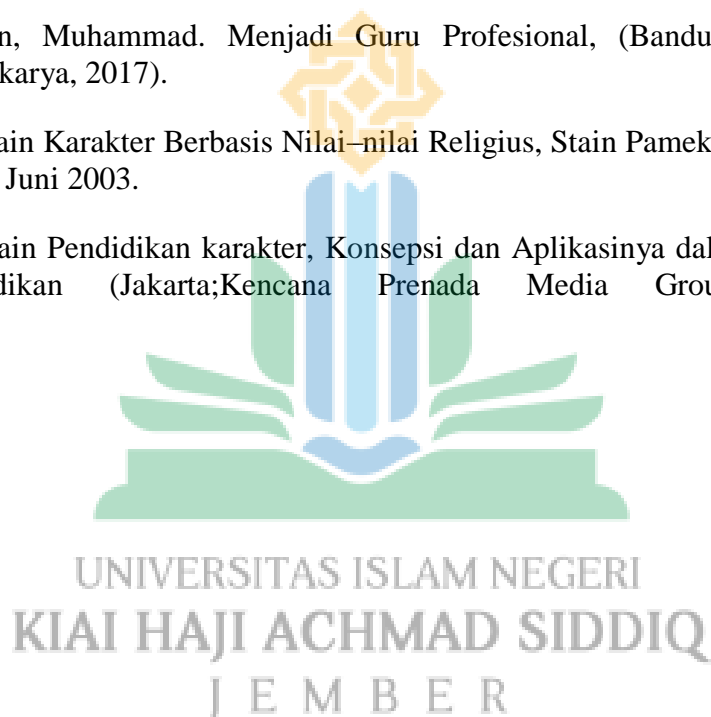 n, Muhammad. Menjadi Guru Profesional, (Bandu
karya, 2017).
ain Karakter Berbasis Nilai–nilai Religius, Stain Pamek
Juni 2003.
ain Pendidikan karakter, Konsepsi dan Aplikasinya dal
dikan (Jakarta;Kencana Prenada Media Grou
UNIVERSITAS ISLAM NEGERI
KIAI HAJI ACHMAD SIDDIQ
JEMBER